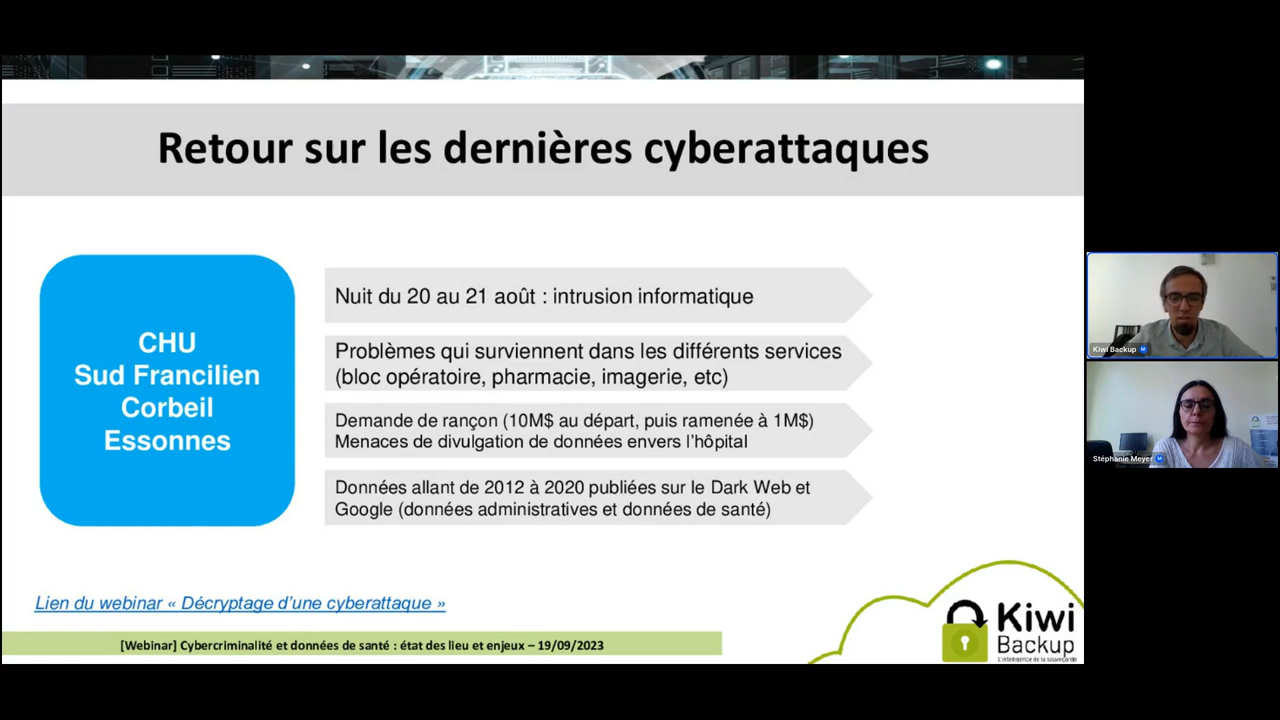 Retour sur les dernières cyberattaques
CHU
Sud Francilien
Corbeil
Essonnes
Nuit du 20 au 21 août : intrusion informatique
Problèmes qui surviennent dans les différents services
(bloc opératoire, pharmacie, imagerie, etc)
Demande de rançon (10M$ au départ, puis ramenée à 1M$)
Menaces de divulgation de données envers l'hôpital
Données allant de 2012 à 2020 publiées sur le Dark Web et
Google (données administratives et données de santé)
Lien du webinar « Décryptage d'une cyberattaque »
[Webinar] Cybercriminalité et données de santé : état des lieu et enjeux – 19/09/2023
Kiwi
Backup
L'intelligence de la sauvegarde
Kiwi Backup
Stéphanie Meyer